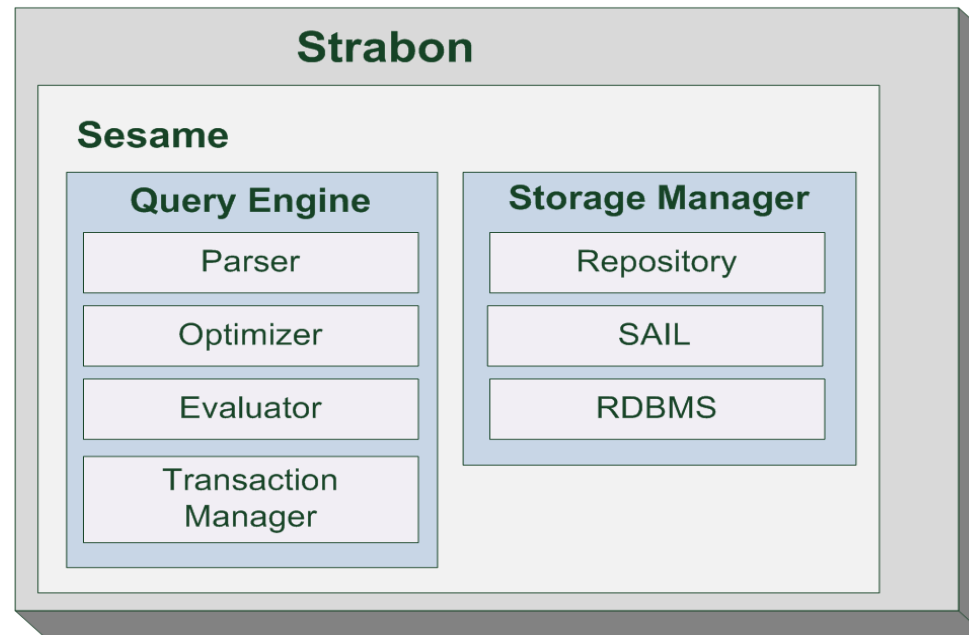 Strabon
Sesame
Query Engine
Parser
Optimizer
Evaluator
Transaction
Manager
Storage Manager
Repository
SAIL
RDBMS